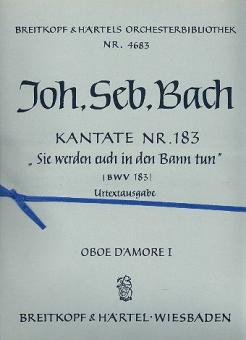 BREITKOPF & HÄRTELS ORCHESTERBIBLIOTHEK
NR. 4683
Joh. Seb. Bach
KANTATE NR. 183
„Sie werden euch in den Bann tun"
(BWV 183)
Urtextausgabe
OBOE D'AMORE I
BREITKOPF & HÄRTEL · WIESBADEN